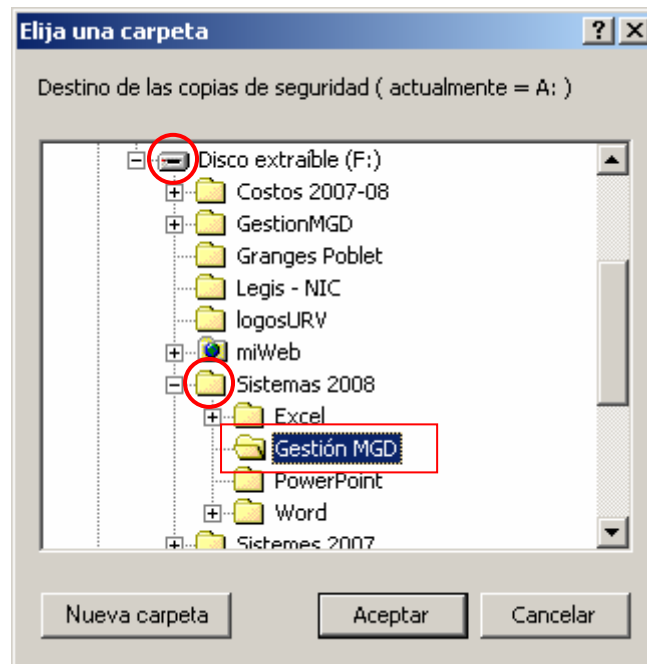 Elija una carpeta
Destino de las copias de seguridad ( actualmente = A: )
Disco extraíble (F:)
Costos 2007-08
GestionMGD
Granges Poblet
Legis - NIC
logosURV
miWeb
Sistemas 2008
Excel
Gestión MGD
PowerPoint
Word
Sistemes 2007
Nueva carpeta Aceptar Cancelar